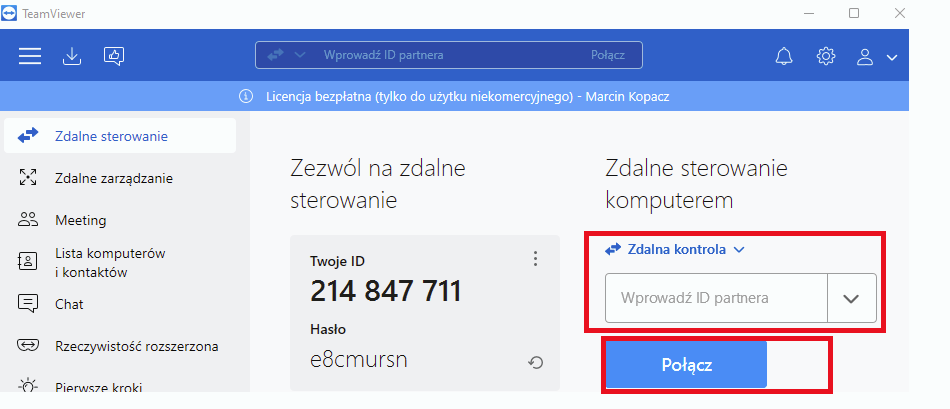 TeamViewer
Wprowadź ID partnera
Połącz
Licencja bezpłatna (tylko do użytku niekomercyjnego) - Marcin Kopacz
Zdalne sterowanie
Zdalne zarządzanie
Meeting
Lista komputerów
i kontaktów
Chat
Rzeczywistość rozszerzona
Pierwsze kroki
Zezwól na zdalne
sterowanie
Twoje ID
214 847 711
Hasło
e8cmursn
Zdalne sterowanie
komputerem
Zdalna kontrola
Wprowadź ID partnera
Połącz